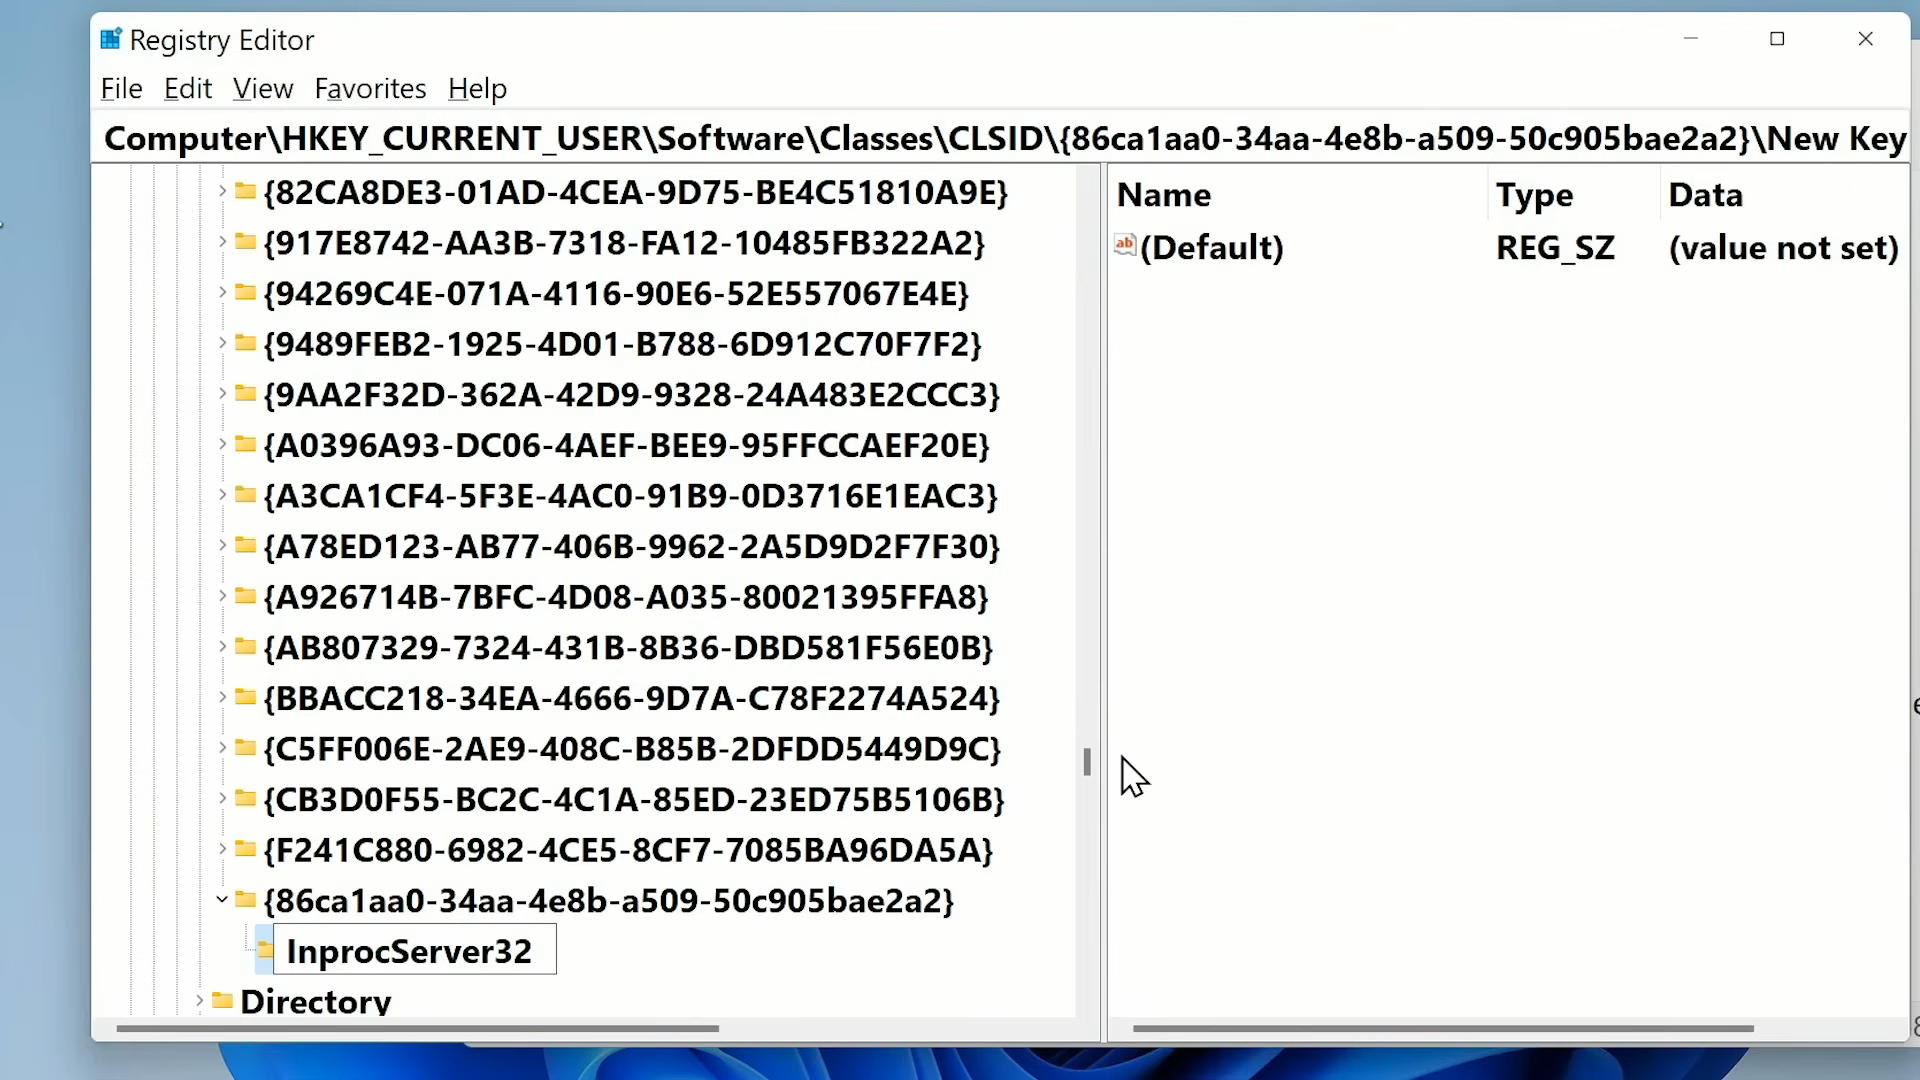 Registry Editor
File Edit View Favorites Help
Computer\HKEY_CURRENT_USER\Software\Classes\CLSID\{86ca1aa0-34aa-4e8b-a509-50c905bae2a2}\New Key
{82CA8DE3-01AD-4CEA-9D75-BE4C51810A9E}
{917E8742-AA3B-7318-FA12-10485FB322A2}
{94269C4E-071A-4116-90E6-52E557067E4E}
{9489FEB2-1925-4D01-B788-6D912C70F7F2}
{9AA2F32D-362A-42D9-9328-24A483E2CCC3}
{A0396A93-DC06-4AEF-BEE9-95FFCCAEF20E}
{A3CA1CF4-5F3E-4AC0-91B9-0D3716E1EAC3}
{A78ED123-AB77-406B-9962-2A5D9D2F7F30}
{A926714B-7BFC-4D08-A035-80021395FFA8}
{AB807329-7324-431B-8B36-DBD581F56E0B}
{BBACC218-34EA-4666-9D7A-C78F2274A524}
{C5FF006E-2AE9-408C-B85B-2DFDD5449D9C}
{CB3D0F55-BC2C-4C1A-85ED-23ED75B5106B}
{F241C880-6982-4CE5-8CF7-7085BA96DA5A}
{86ca1aa0-34aa-4e8b-a509-50c905bae2a2}
InprocServer32
Directory
Name Type Data
ab (Default) REG_SZ (value not set)